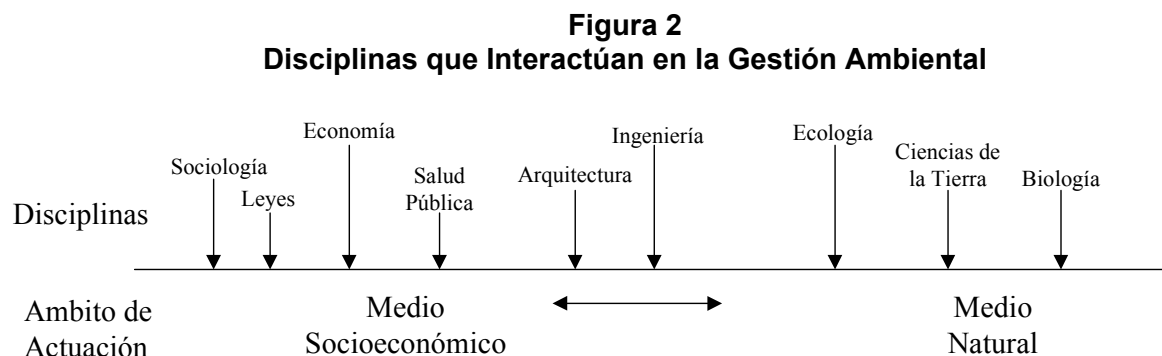 Figura 2
Disciplinas que Interactúan en la Gestión Ambiental
Economía
Ingeniería
Ecología
Sociología
Leyes
Salud
Pública
Arquitectura
Ciencias de
la Tierra
Biología
Disciplinas
Ambito de
Actuación
Medio
Socioeconómico
Medio
Natural